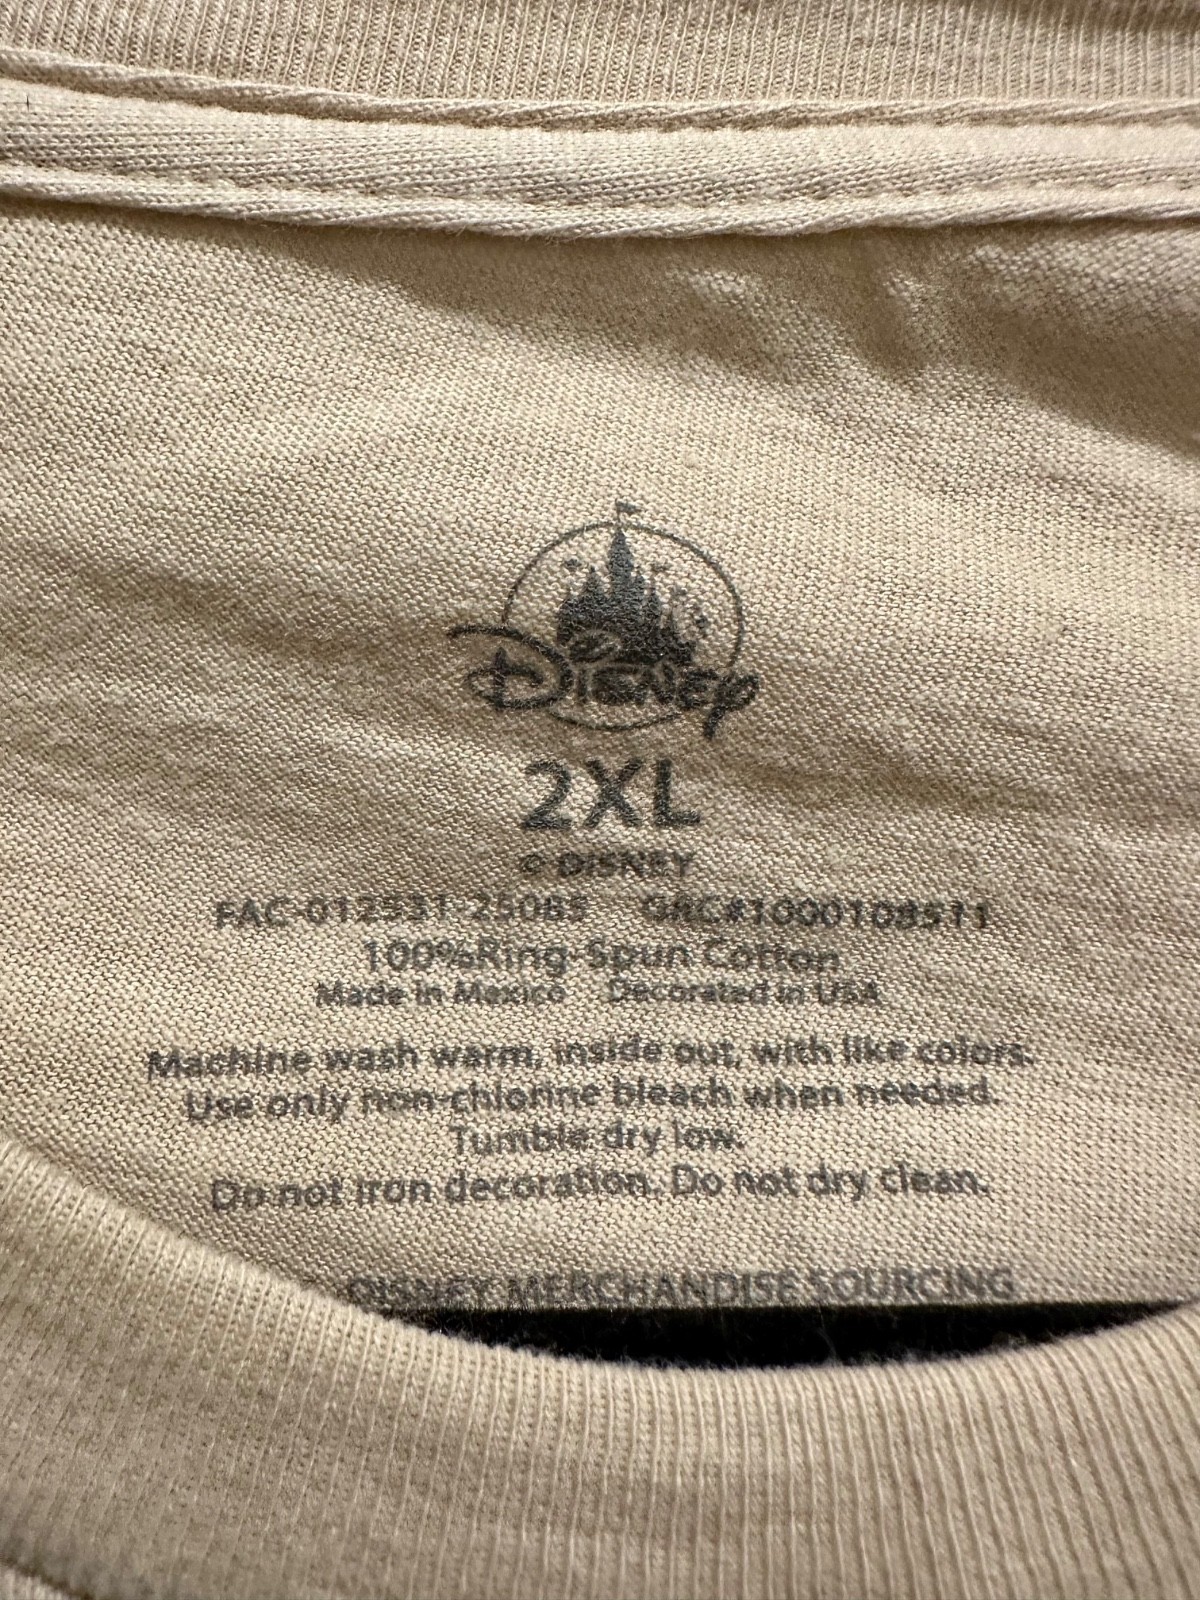 Disney
2XL
© DISNEY
FAC-012531-25085 GAC#1000108511
100%Ring-Spun Cotton
Made in Mexico Decorated in USA
Machine wash warm, inside out, with like colors.
Use only non-chlorine bleach when needed.
Tumble dry low.
Do not iron decoration. Do not dry clean.
DISNEY MERCHANDISE SOURCING